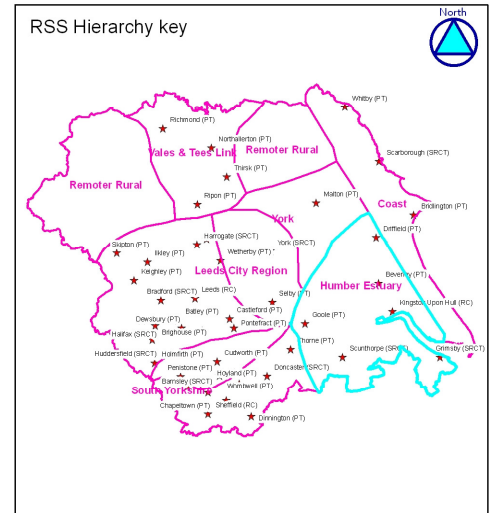 RSS Hierarchy key
North
Whitby (PT)
Richmond (PT)
Northallerton (PT)
Vales & Tees Link
Remoter Rural
Scarborough (SRCT)
Thirsk (PT)
Remoter Rural
Ripon (PT)
Malton (PT)
Coast
York
Bridlington (PT)
Driffield (PT)
Harrogate (SRCT)
York (SRCT)
Skipton (PT)
Wetherby (PT)
Ilkley (PT)
Leeds City Region
Keighley (PT)
Beverley (PT)
Humber Estuary
Bradford (SRCT)
Leeds (RC)
Selby (PT)
Kingston Upon Hull (RC)
Batley (PT)
Castleford (PT)
Dewsbury (PT)
Pontefract (PT)
Goole (PT)
Brighouse (PT)
Halifax (SRCT)
Thorne (PT)
Grimsby (SRCT)
Scunthorpe (SRCT)
Huddersfield (SRCT)
Holmfirth (PT)
Cudworth (PT)
Penistone (PT)
Hoyland (PT)
Doncaster (SRCT)
Barnsley (SRCT)
Wombwell (PT)
South Yorkshire
Chapeltown (PT)
Sheffield (RC)
Dinnington (PT)